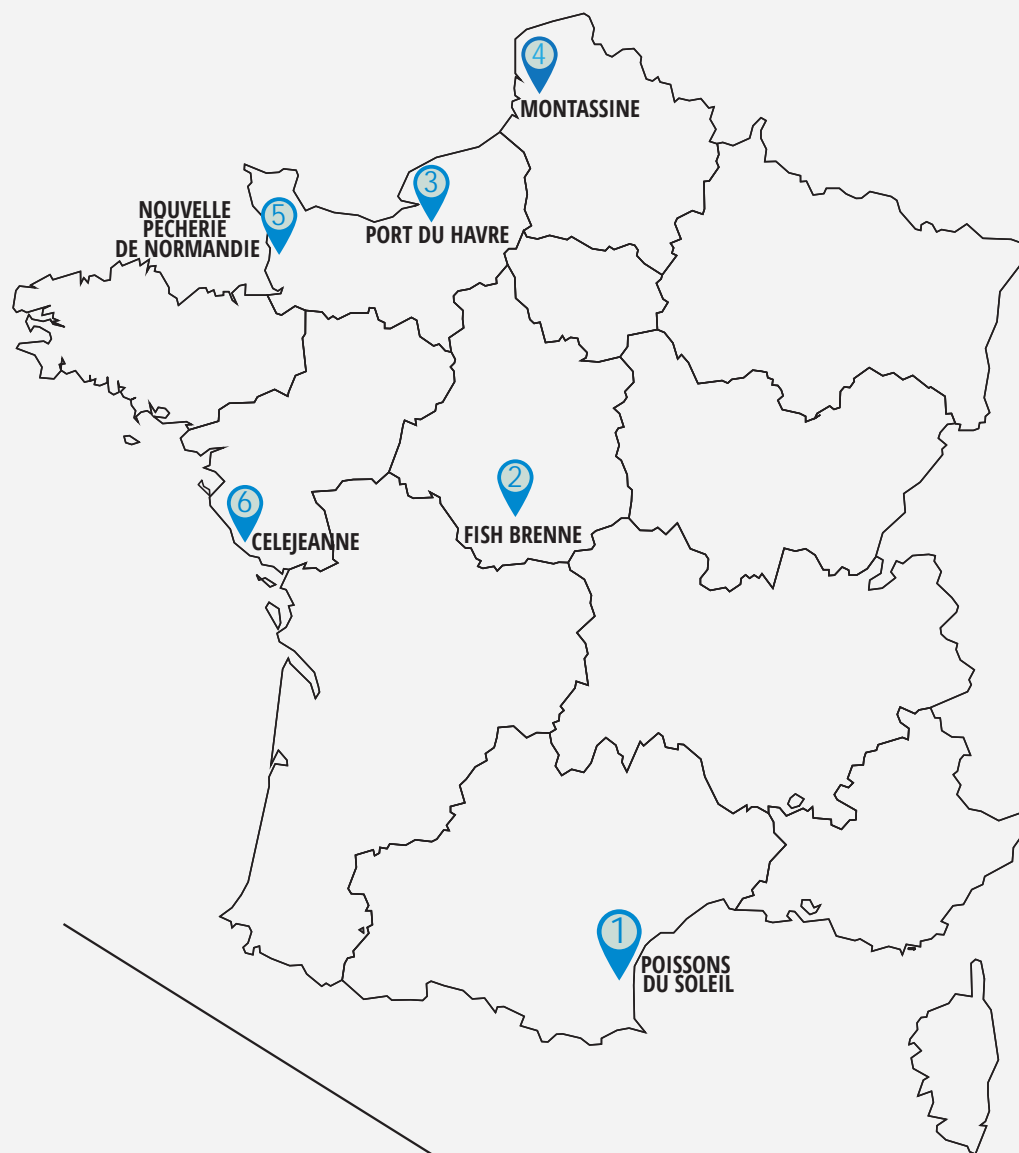 4
MONTASSINE
3
PORT DU HAVRE
5
NOUVELLE
PECHERIE
DE NORMANDIE
2
FISH BRENNE
6
CELEJEANNE
1
POISSONS
DU SOLEIL